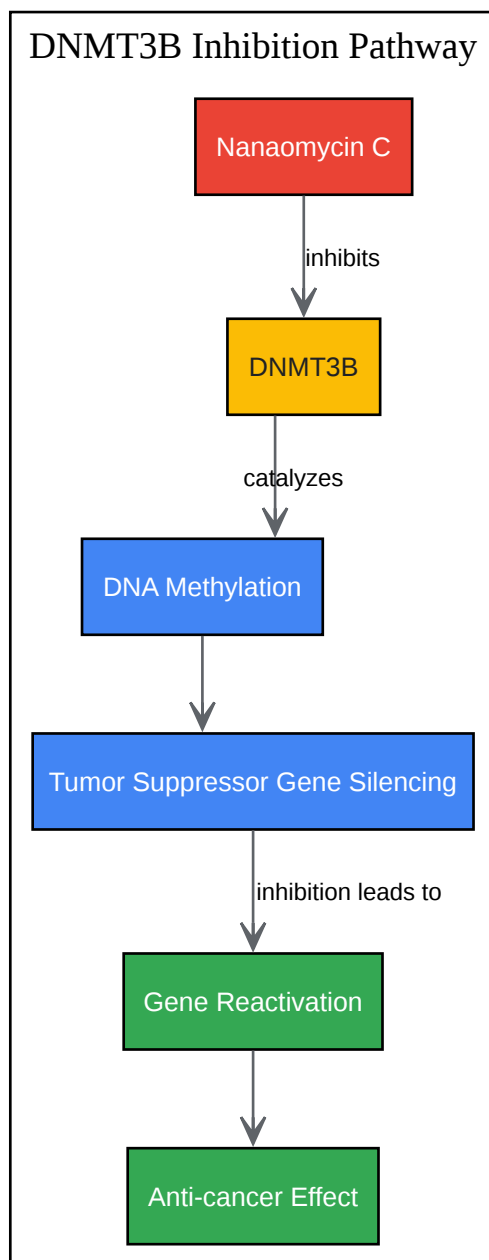 DNMT3B Inhibition Pathway
Nanaomycin C
inhibits
DNMT3B
catalyzes
DNA Methylation
Tumor Suppressor Gene Silencing
inhibition leads to
Gene Reactivation
Anti-cancer Effect